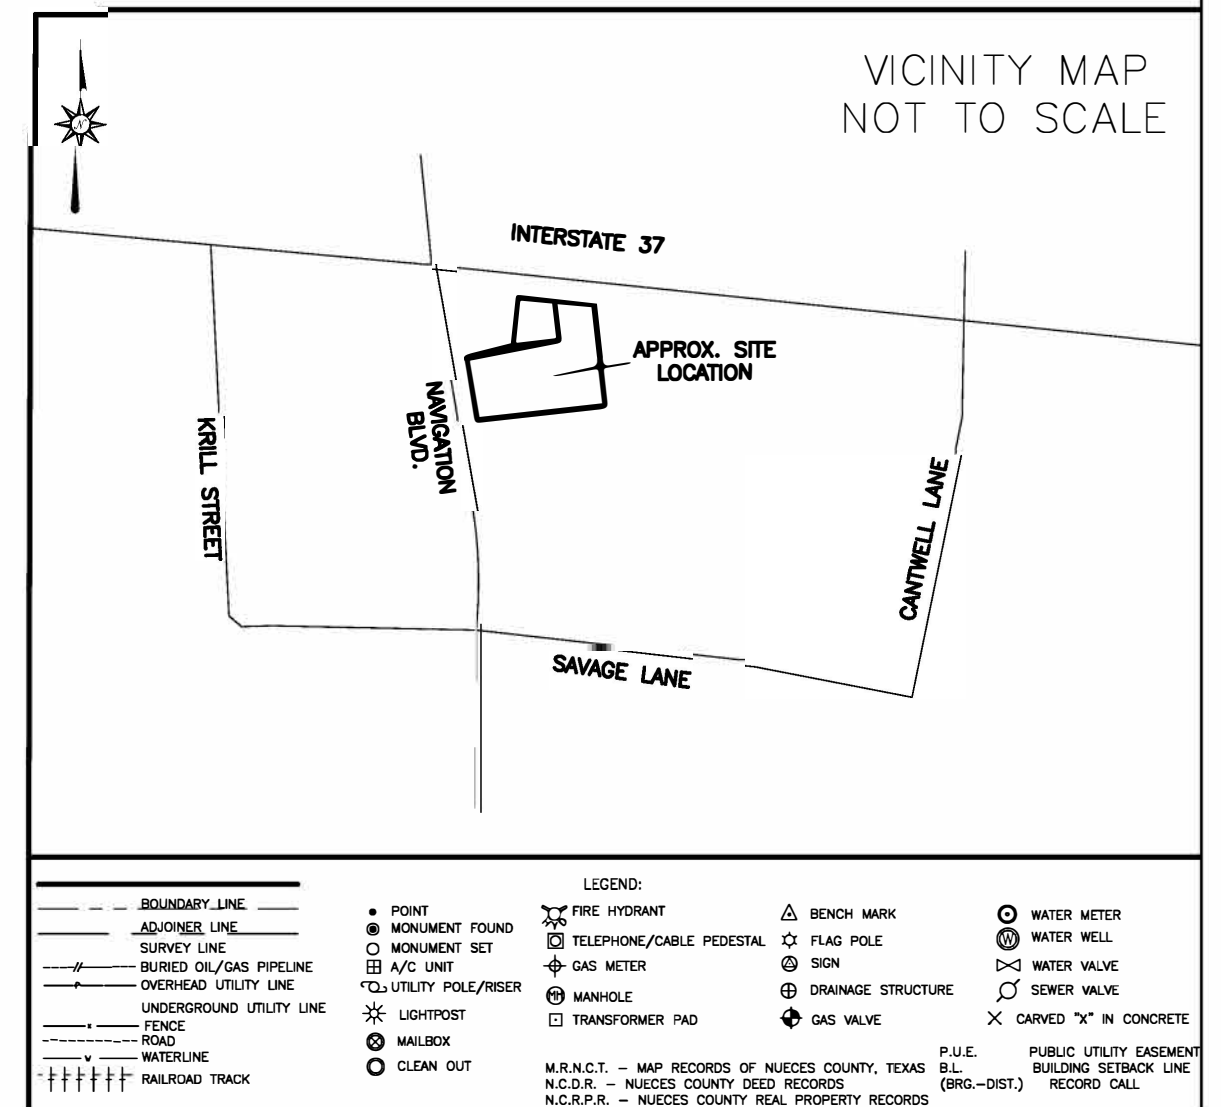 VICINITY MAP
NOT TO SCALE
N
INTERSTATE 37
APPROX. SITE
LOCATION
NAVIGATION
BLVD.
KRILL STREET
CANTWELL LANE
SAVAGE LANE
LEGEND:
BOUNDARY LINE
ADJOINER LINE
SURVEY LINE
BURIED OIL/GAS PIPELINE
OVERHEAD UTILITY LINE
UNDERGROUND UTILITY LINE
FENCE
ROAD
WATERLINE
RAILROAD TRACK
POINT
MONUMENT FOUND
MONUMENT SET
A/C UNIT
UTILITY POLE/RISER
LIGHTPOST
MAILBOX
CLEAN OUT
FIRE HYDRANT
TELEPHONE/CABLE PEDESTAL
GAS METER
MH MANHOLE
TRANSFORMER PAD
BENCH MARK
FLAG POLE
SIGN
DRAINAGE STRUCTURE
GAS VALVE
WATER METER
W WATER WELL
WATER VALVE
SEWER VALVE
CARVED "X" IN CONCRETE
M.R.N.C.T. – MAP RECORDS OF NUECES COUNTY, TEXAS
N.C.D.R. – NUECES COUNTY DEED RECORDS
N.C.R.P.R. – NUECES COUNTY REAL PROPERTY RECORDS
P.U.E. PUBLIC UTILITY EASEMENT
B.L. BUILDING SETBACK LINE
(BRG.–DIST.) RECORD CALL